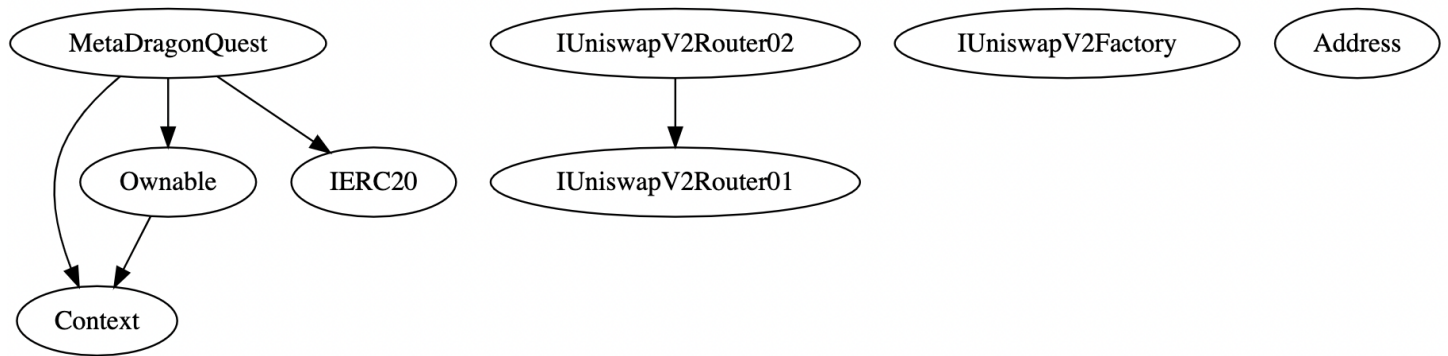 MetaDragonQuest
IUniswapV2Router02
IUniswapV2Factory
Address
Ownable
IERC20
IUniswapV2Router01
Context